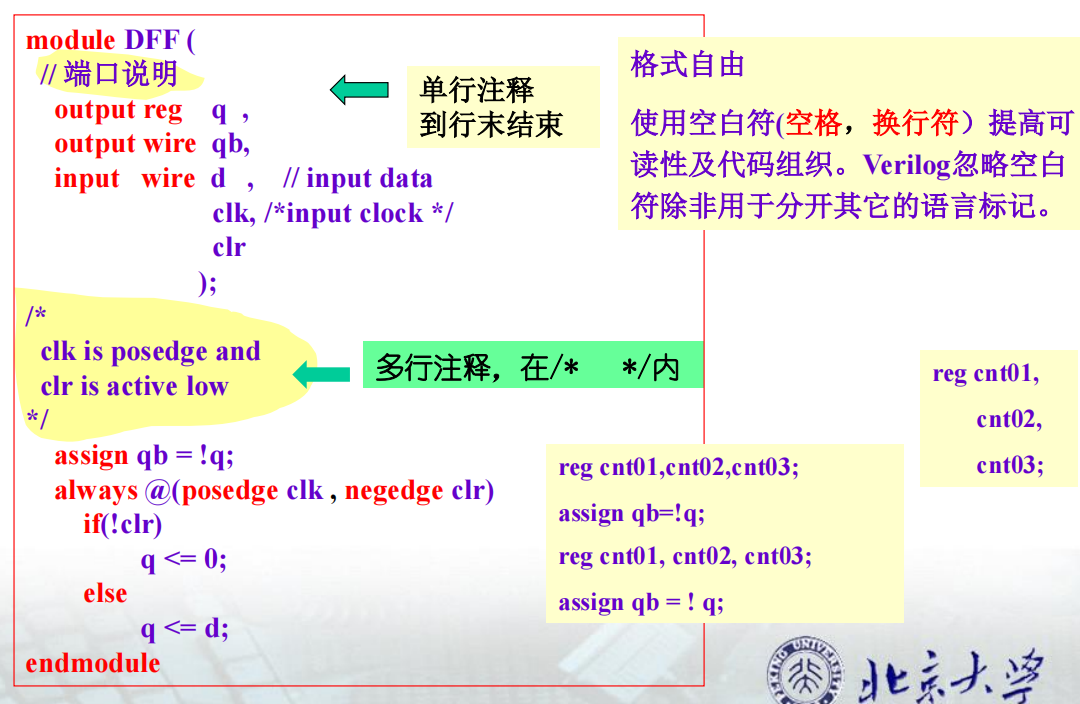 module DFF (
// 端口说明
output reg q ,
output wire qb,
input wire d , // input data
clk, /*input clock */
clr
);
/*
clk is posedge and
clr is active low
*/
assign qb = !q;
always @(posedge clk , negedge clr)
if(!clr)
q <= 0;
else
q <= d;
endmodule
单行注释
到行末结束
多行注释，在/* */内
格式自由
使用空白符(空格，换行符）提高可
读性及代码组织。Verilog忽略空白
符除非用于分开其它的语言标记。
reg cnt01,cnt02,cnt03;
assign qb=!q;
reg cnt01, cnt02, cnt03;
assign qb = ! q;
reg cnt01,
cnt02,
cnt03;
北京大学